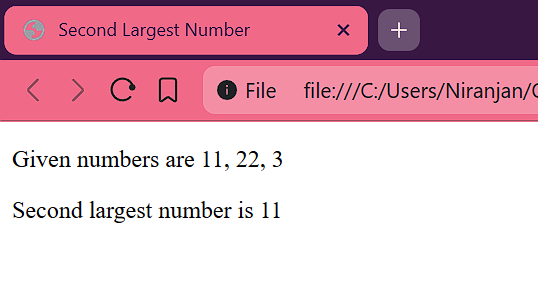 Second Largest Number
File file:///C:/Users/Niranjan/
Given numbers are 11, 22, 3
Second largest number is 11